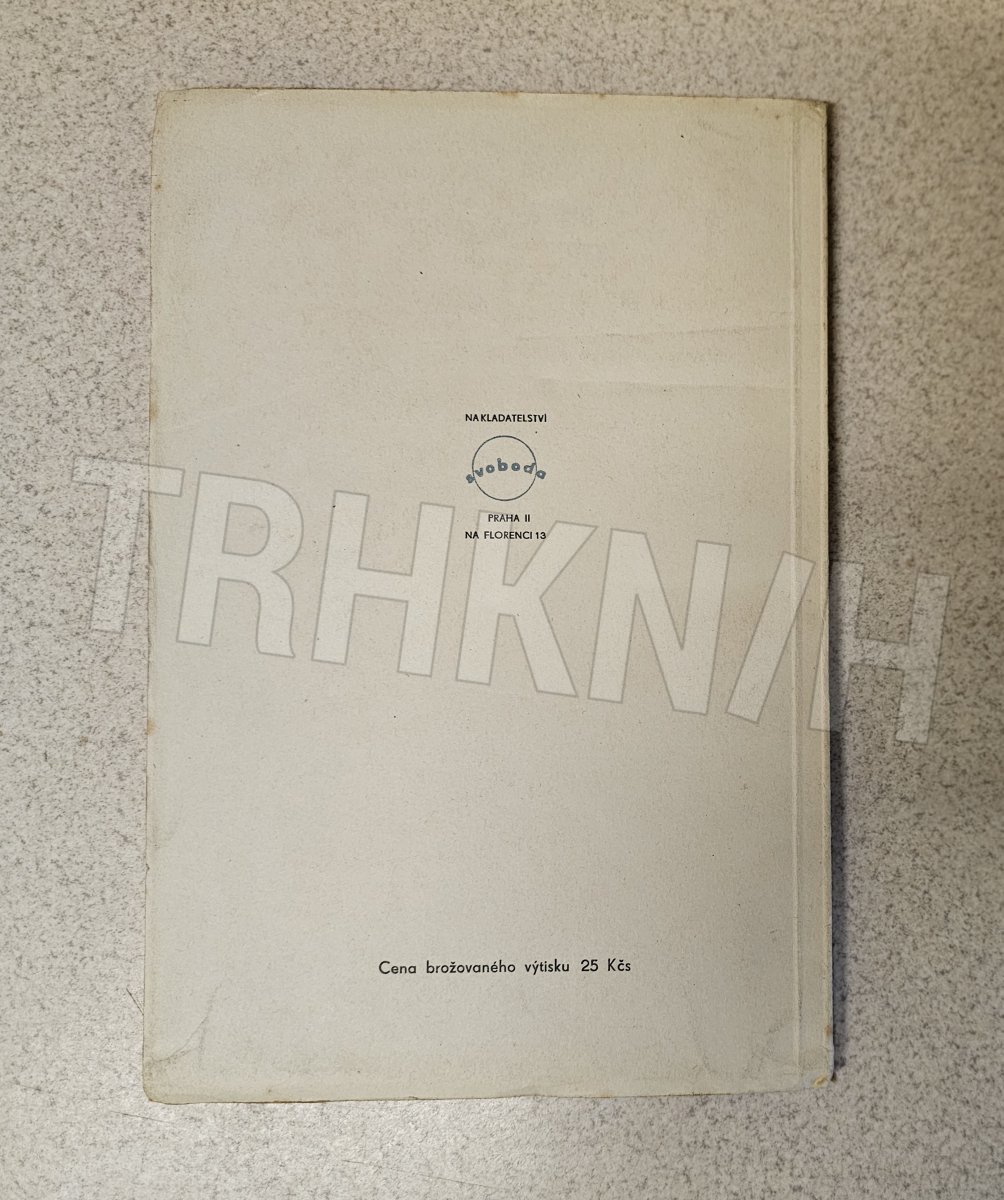 NAKLADATELSTVÍ
svoboda
PRAHA II
NA FLORENCI 13
TRHKNIH
Cena brožovaného výtisku 25 Kčs